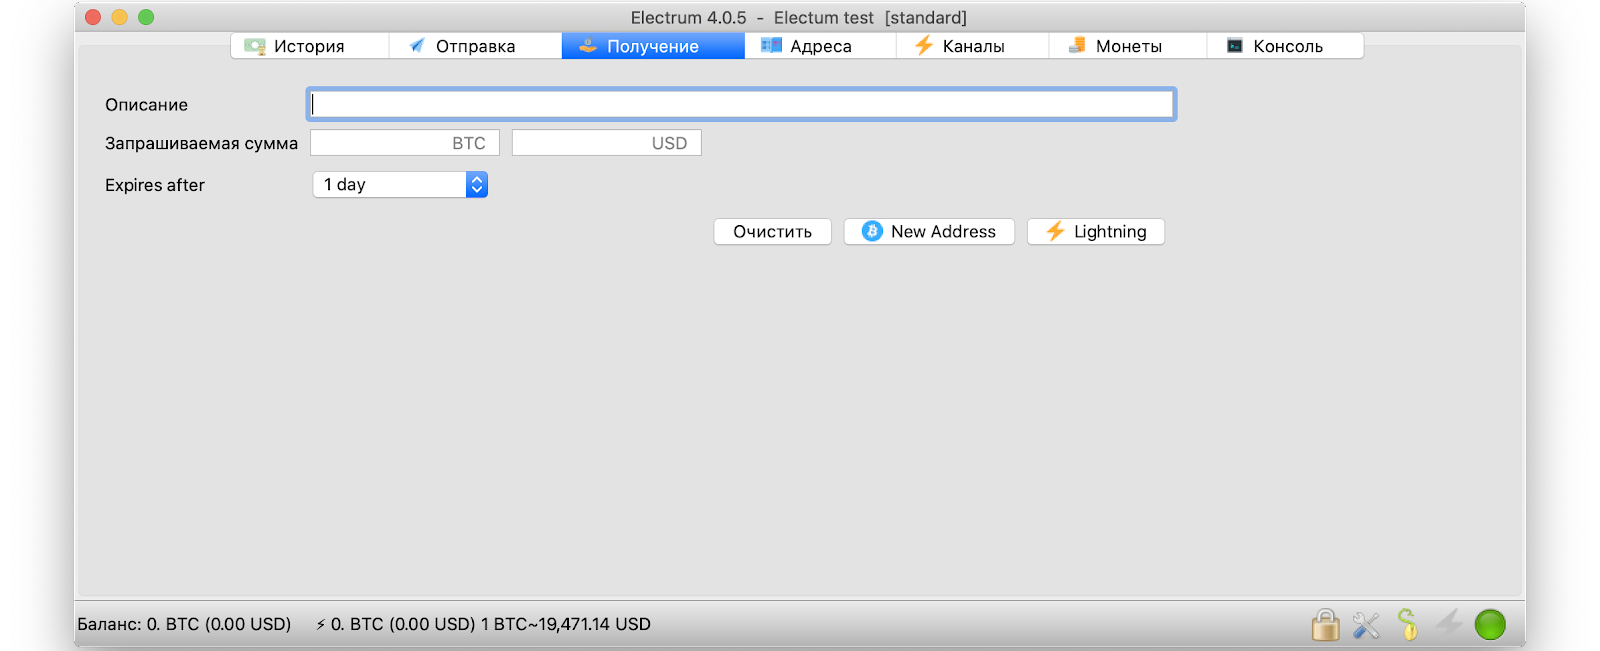 Electrum 4.0.5 - Electum test [standard]
История Отправка Получение Адреса Каналы Монеты Консоль
Описание
Запрашиваемая сумма BTC USD
Expires after 1 day
Очистить New Address Lightning
Баланс: 0. BTC (0.00 USD) ⚡ 0. BTC (0.00 USD) 1 BTC~19,471.14 USD